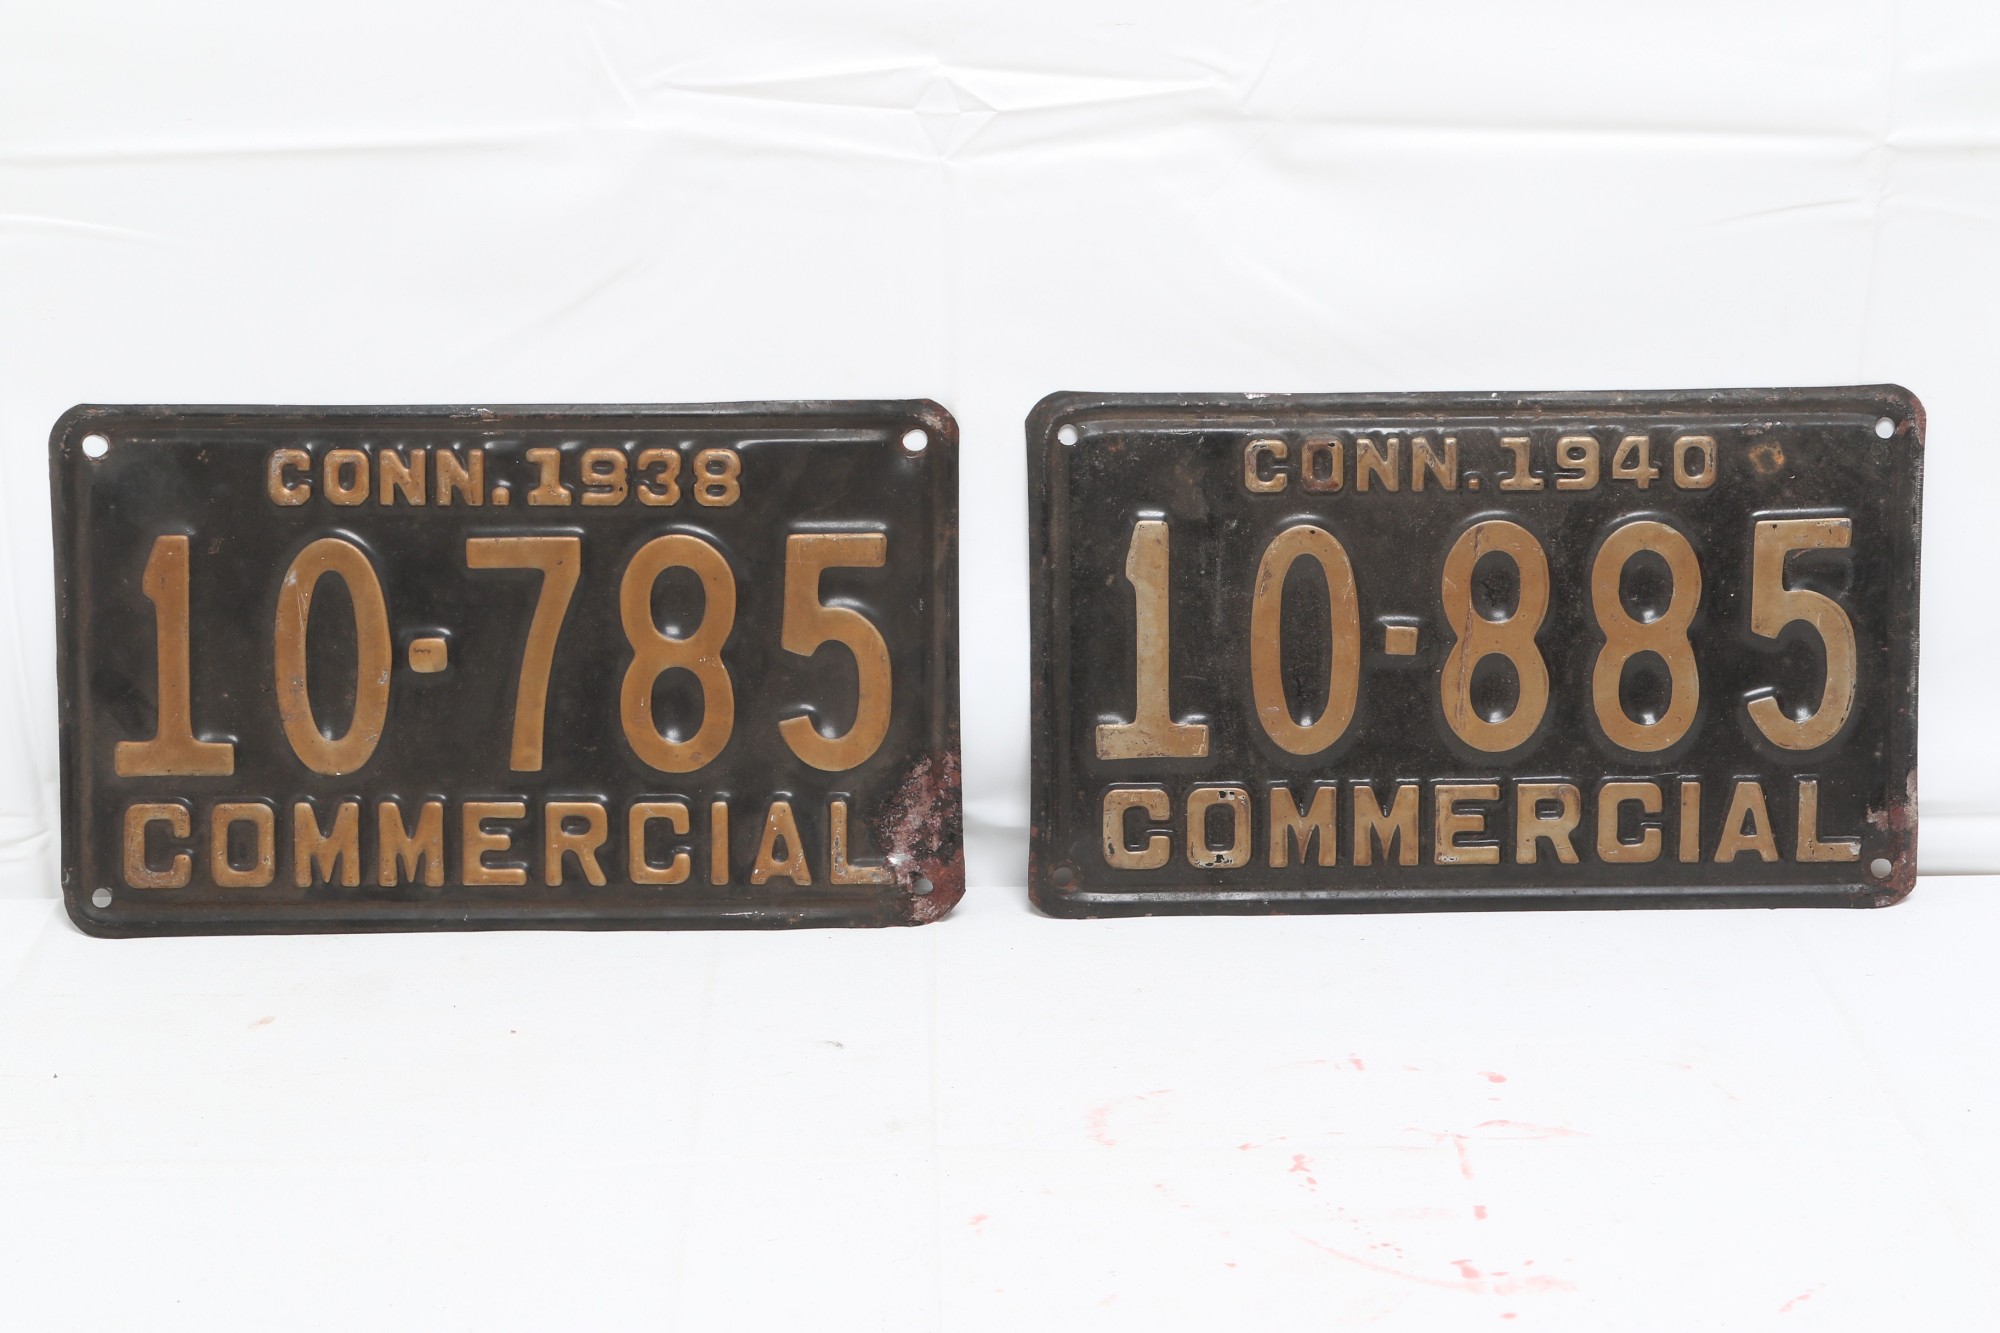 CONN. 1938
10-785
COMMERCIAL
CONN. 1940
10-885
COMMERCIAL